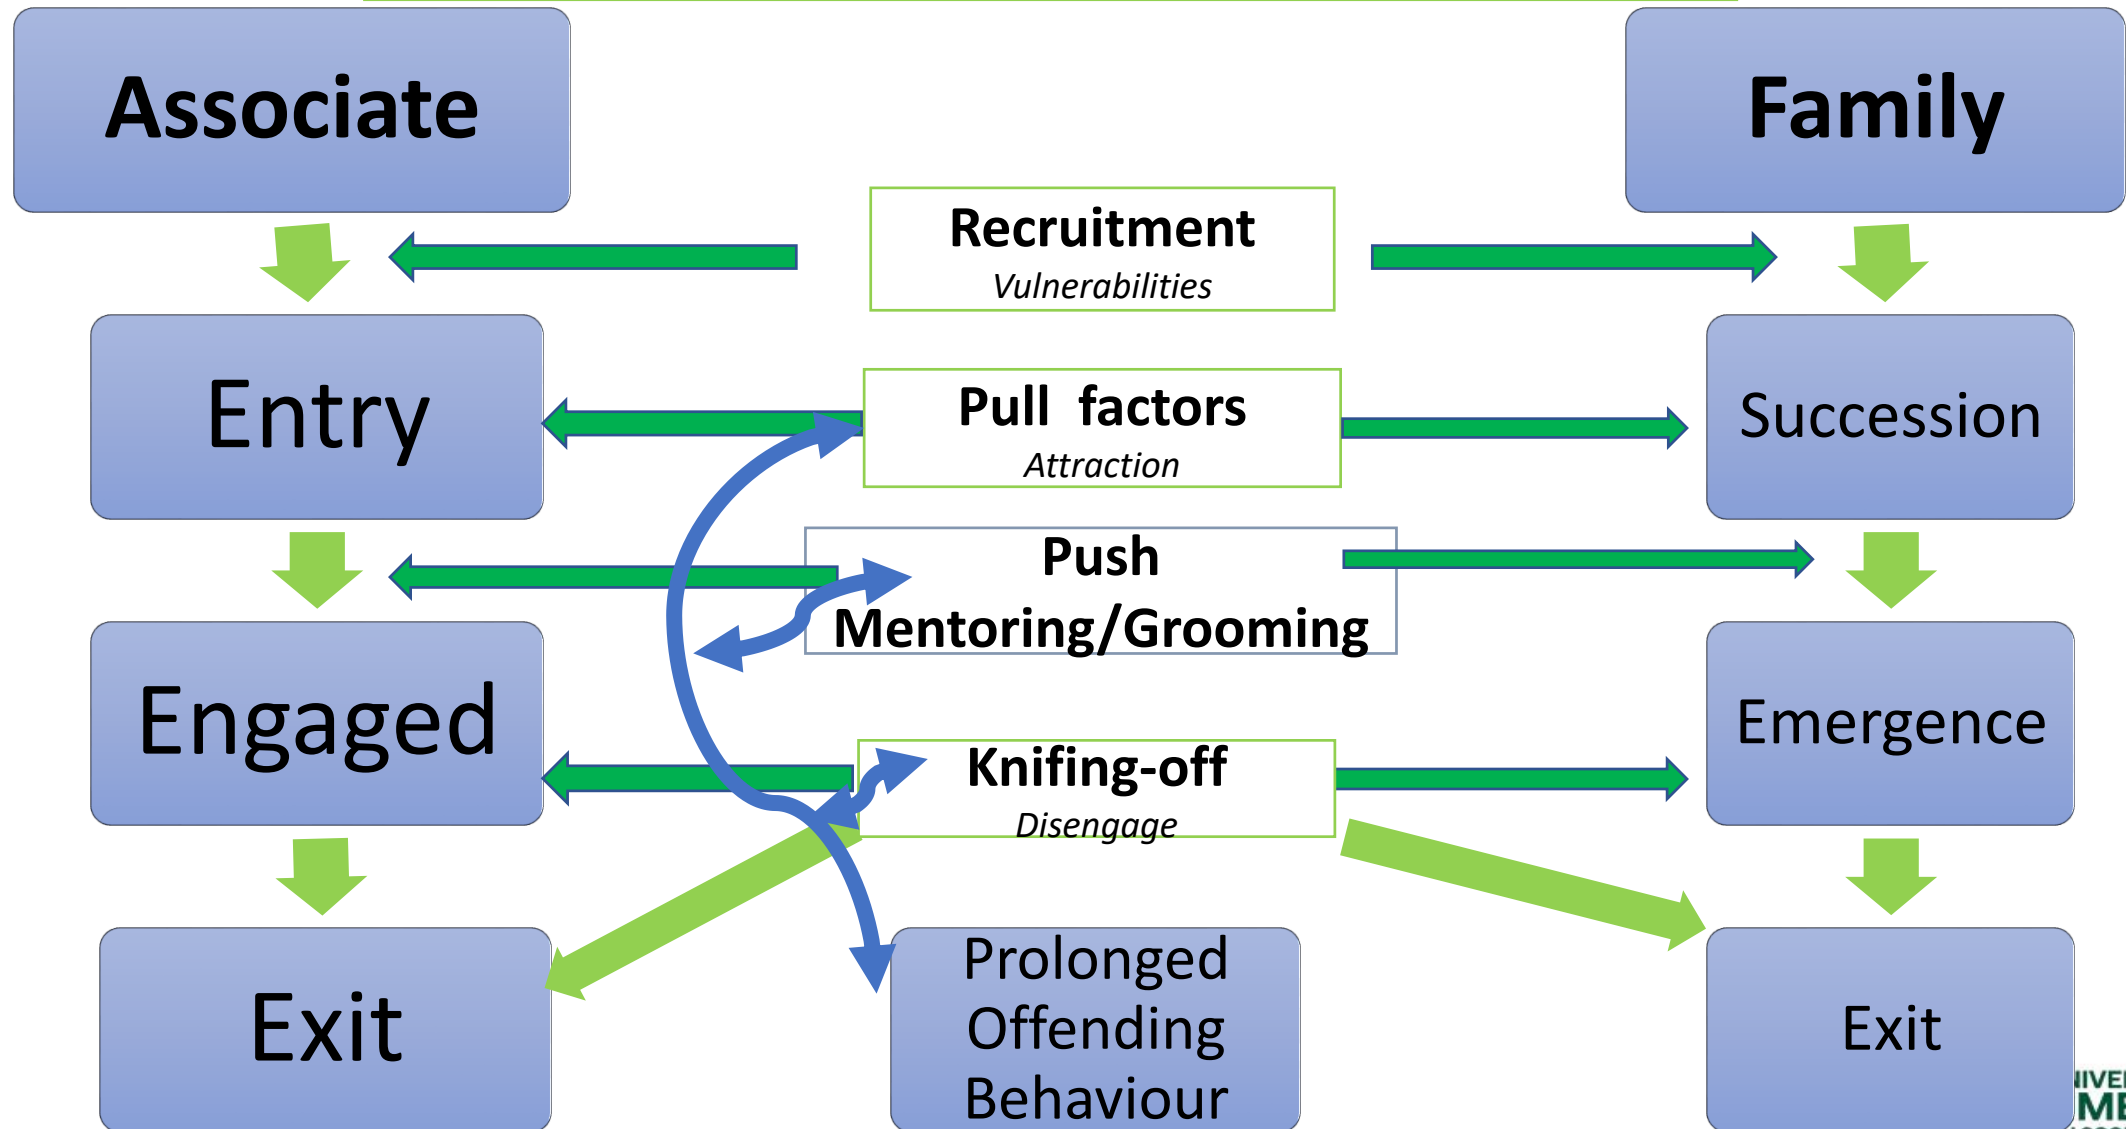 Associate
Family
Recruitment
Vulnerabilities
Entry
Pull factors
Attraction
Succession
Push
Mentoring/Grooming
Engaged
Knifing-off
Disengage
Emergence
Exit
Prolonged
Offending
Behaviour
Exit